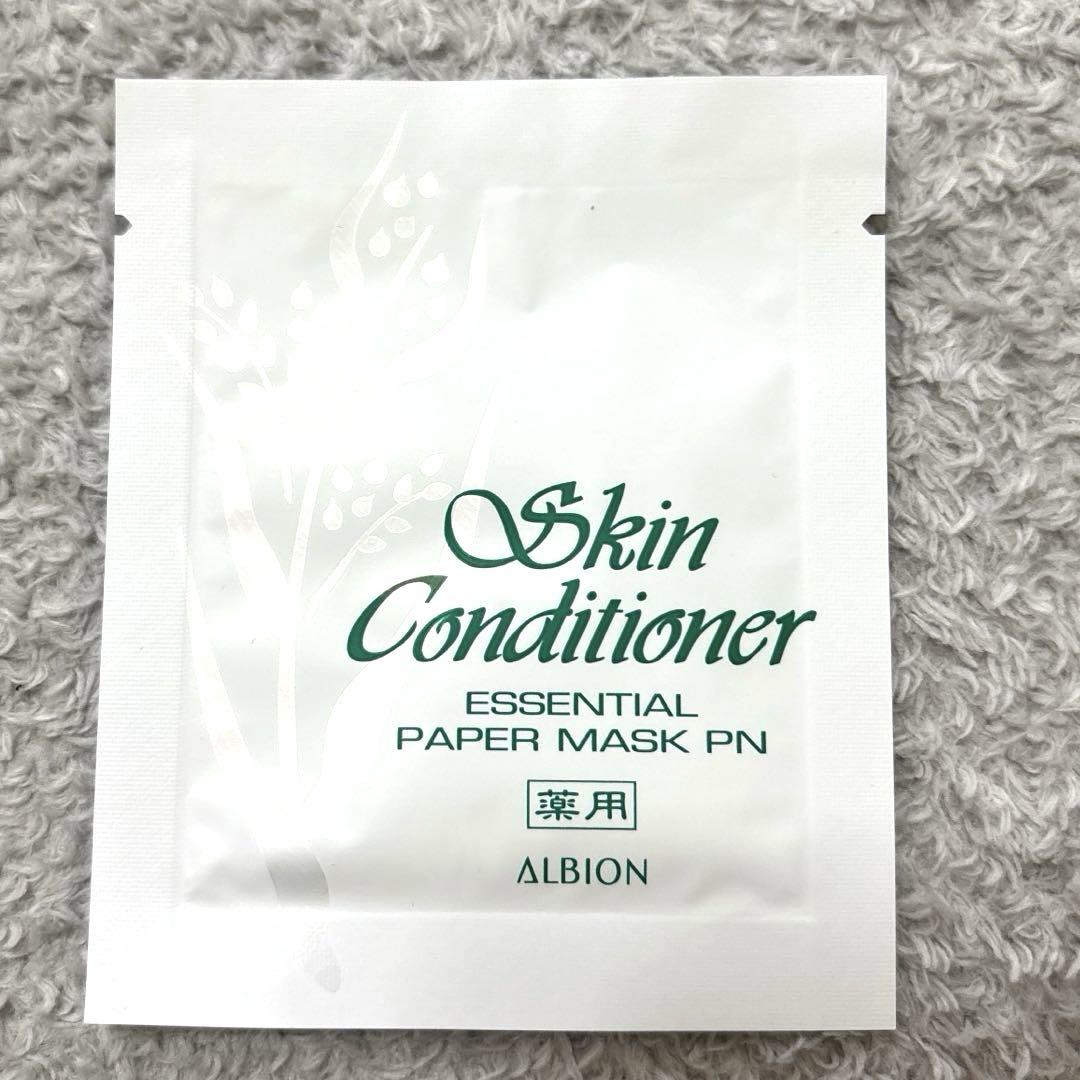 Skin
Conditioner
ESSENTIAL
PAPER MASK PN
薬用
ALBION